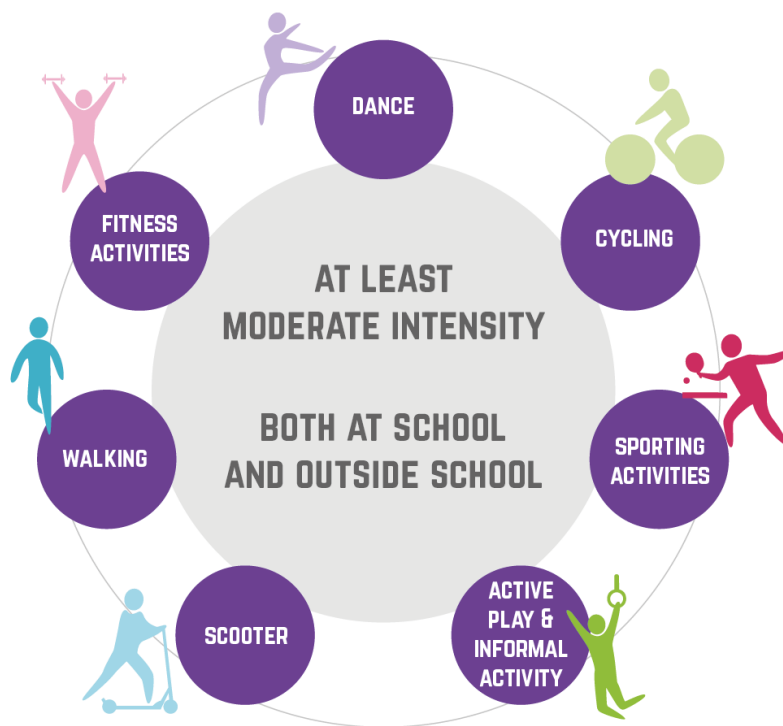 DANCE
CYCLING
SPORTING
ACTIVITIES
ACTIVE
PLAY &
INFORMAL
ACTIVITY
SCOOTER
WALKING
FITNESS
ACTIVITIES
AT LEAST
MODERATE INTENSITY
BOTH AT SCHOOL
AND OUTSIDE SCHOOL